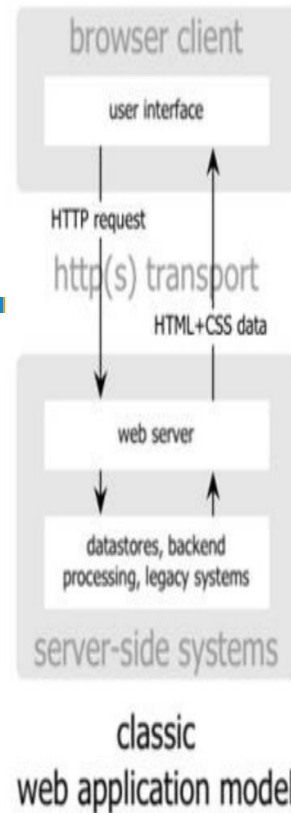 browser client
user interface
HTTP request
http(s) transport
HTML+CSS data
web server
datastores, backend
processing, legacy systems
server-side systems
classic
web application model